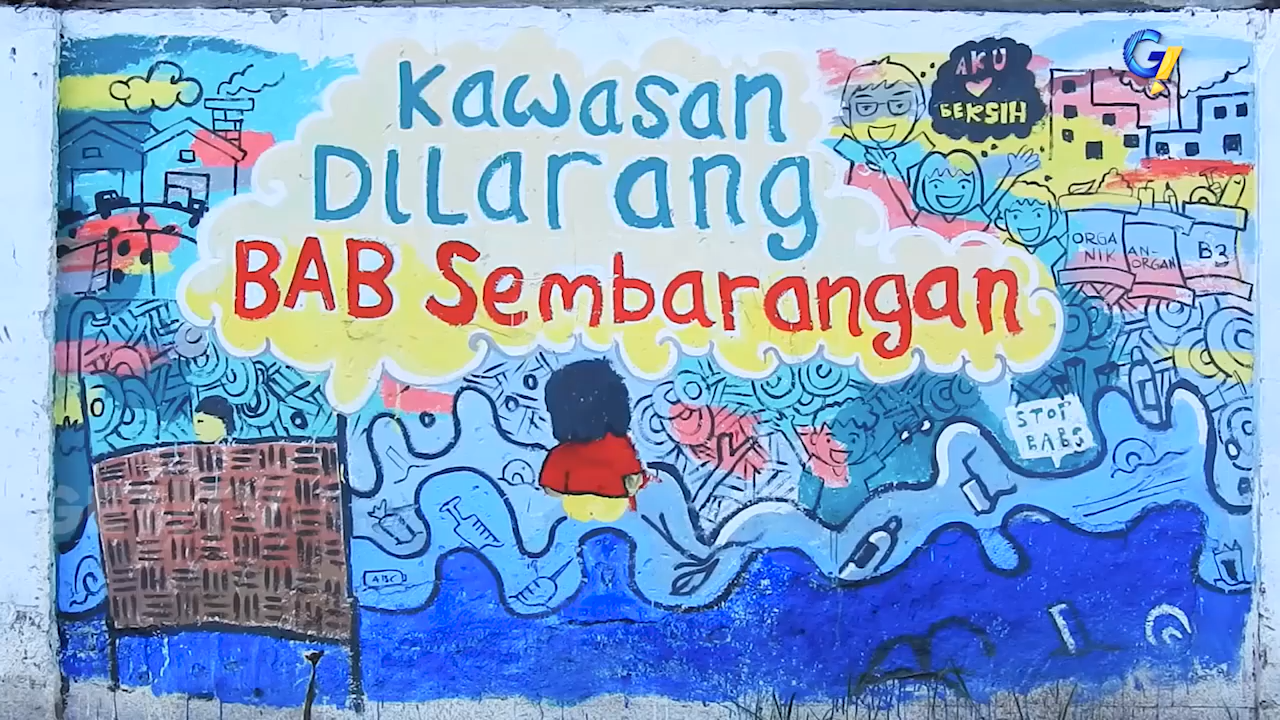 Kawasan
Dilarang
BAB Sembarangan
AKU
BERSIH
ORGA
NIK
AN-
ORGAN
B3
STOP
BABS
ABC